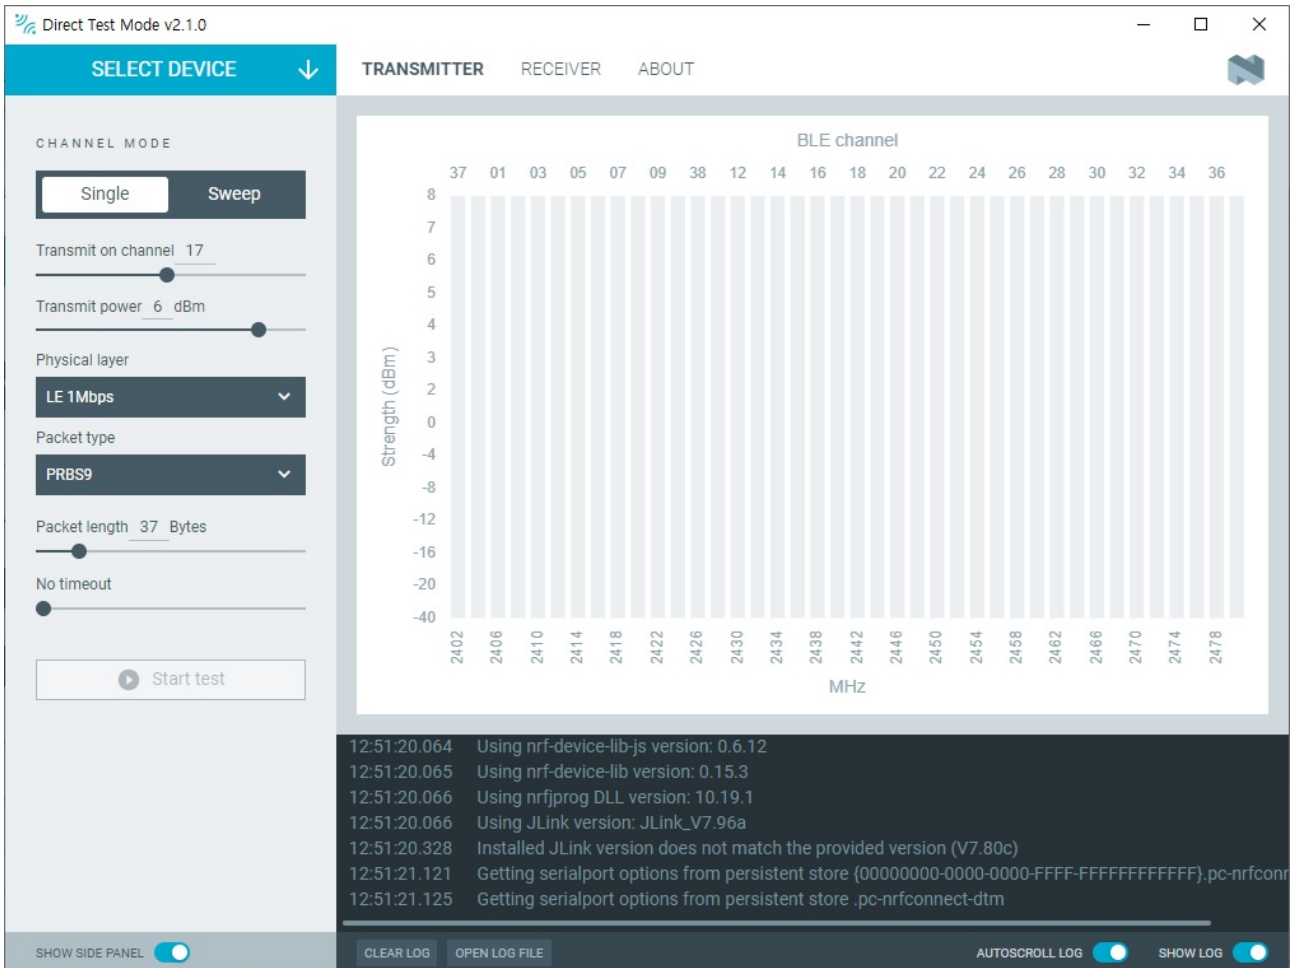 Direct Test Mode v2.1.0
SELECT DEVICE
TRANSMITTER RECEIVER ABOUT
CHANNEL MODE
Single Sweep
Transmit on channel 17
Transmit power 6 dBm
Physical layer
LE 1Mbps
Packet type
PRBS9
Packet length 37 Bytes
No timeout
Start test
BLE channel
37 01 03 05 07 09 38 12 14 16 18 20 22 24 26 28 30 32 34 36
8
7
6
5
4
3
2
0
-4
-8
-12
-16
-20
-40
Strength (dBm)
2402 2406 2410 2414 2418 2422 2426 2430 2434 2438 2442 2446 2450 2454 2458 2462 2466 2470 2474 2478
MHz
12:51:20.064 Using nrf-device-lib-js version: 0.6.12
12:51:20.065 Using nrf-device-lib version: 0.15.3
12:51:20.066 Using nrfjprog DLL version: 10.19.1
12:51:20.066 Using JLink version: JLink_V7.96a
12:51:20.328 Installed JLink version does not match the provided version (V7.80c)
12:51:21.121 Getting serialport options from persistent store {00000000-0000-0000-FFFF-FFFFFFFFFFFF}.pc-nrfconn
12:51:21.125 Getting serialport options from persistent store .pc-nrfconnect-dtm
SHOW SIDE PANEL
CLEAR LOG OPEN LOG FILE
AUTOSCROLL LOG SHOW LOG